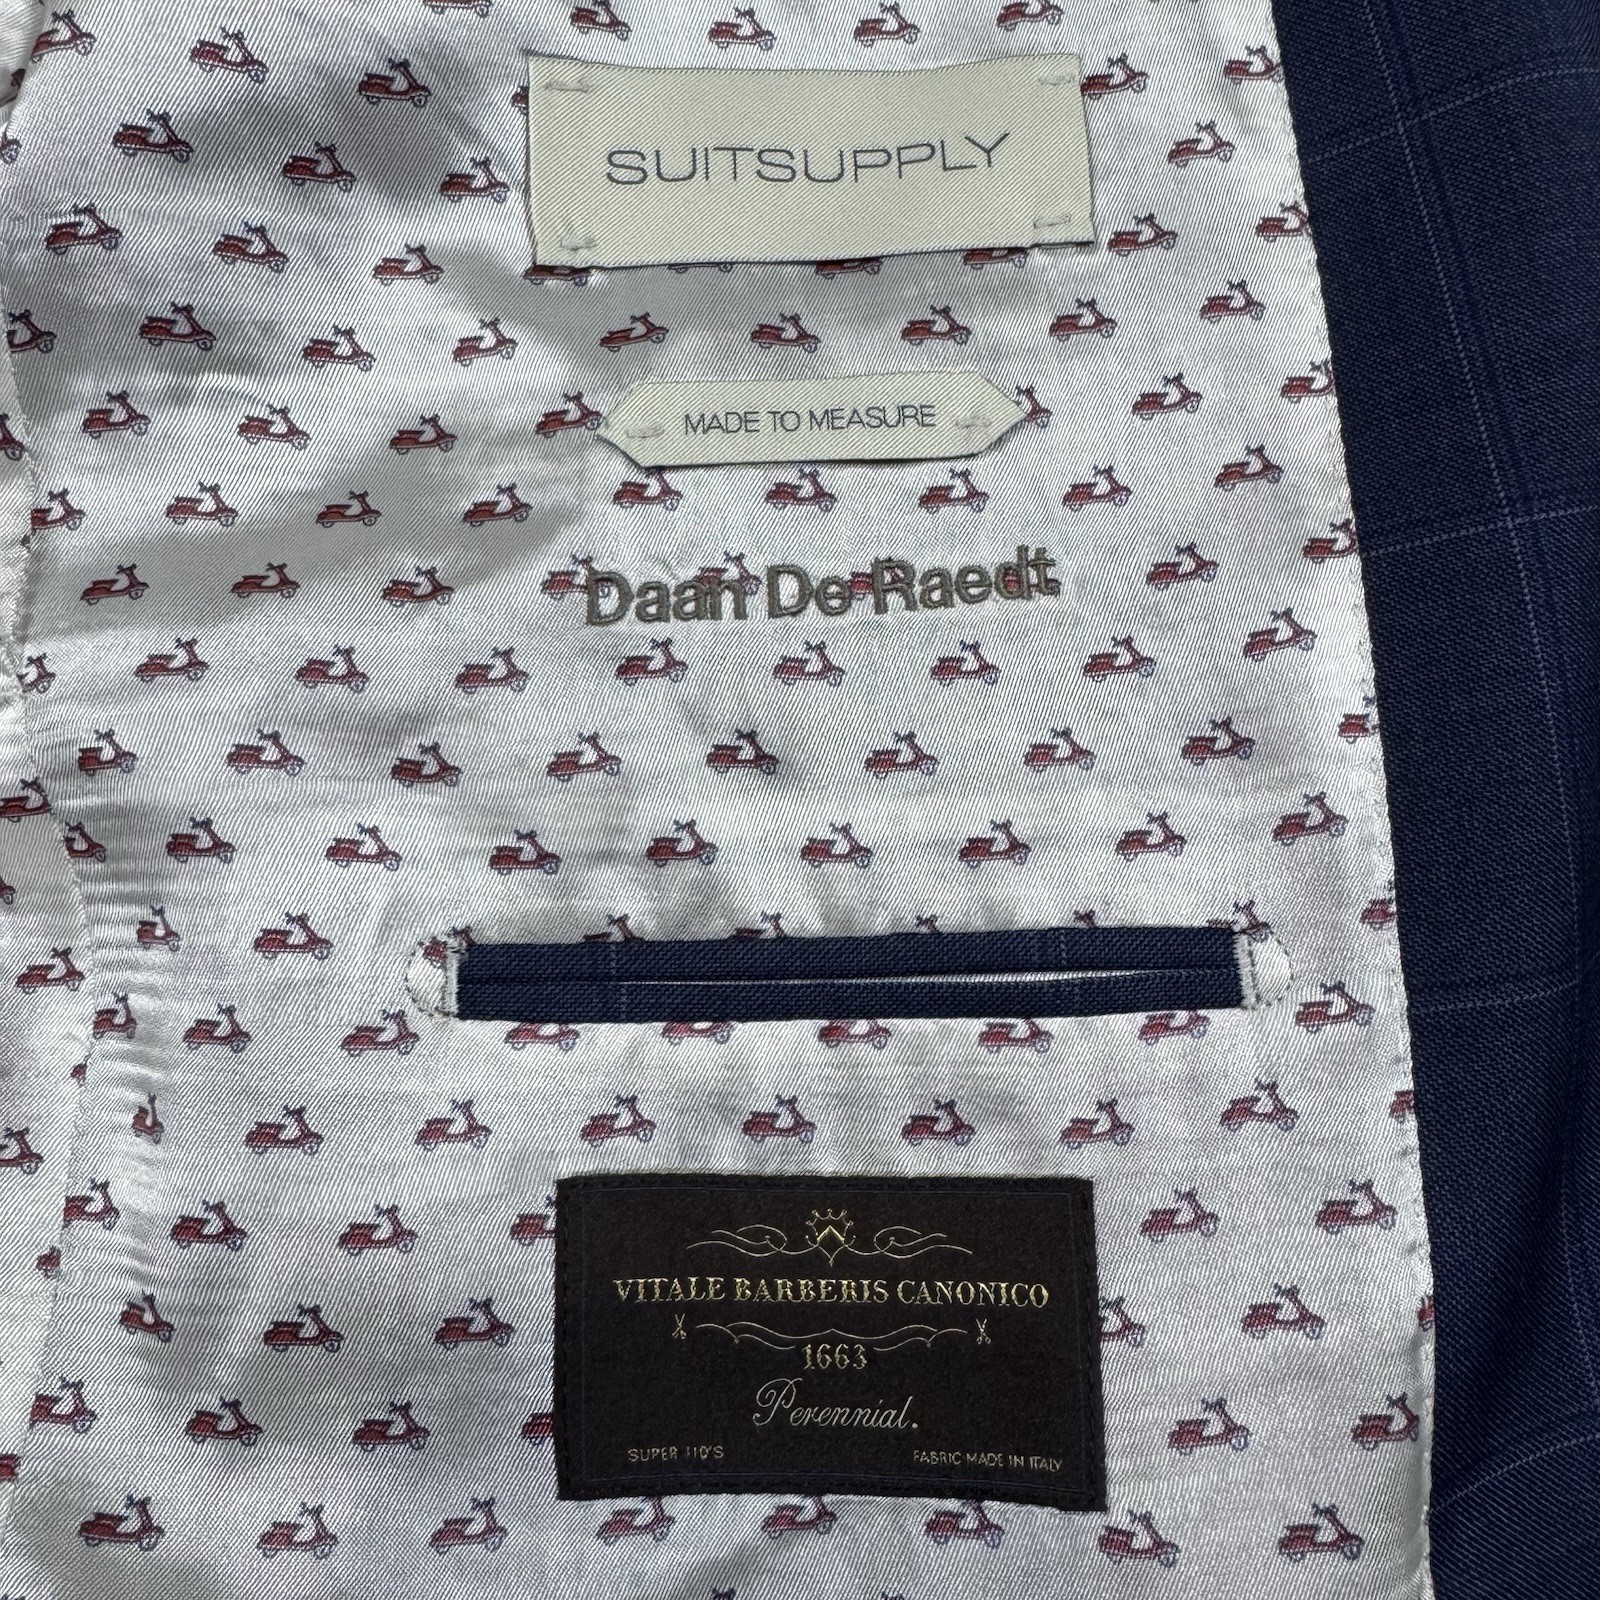 SUITSUPPLY
MADE TO MEASURE
Daan De Raedt
VITALE BARBERIS CANONICO
1663
Perennial.
SUPER 110'S
FABRIC MADE IN ITALY